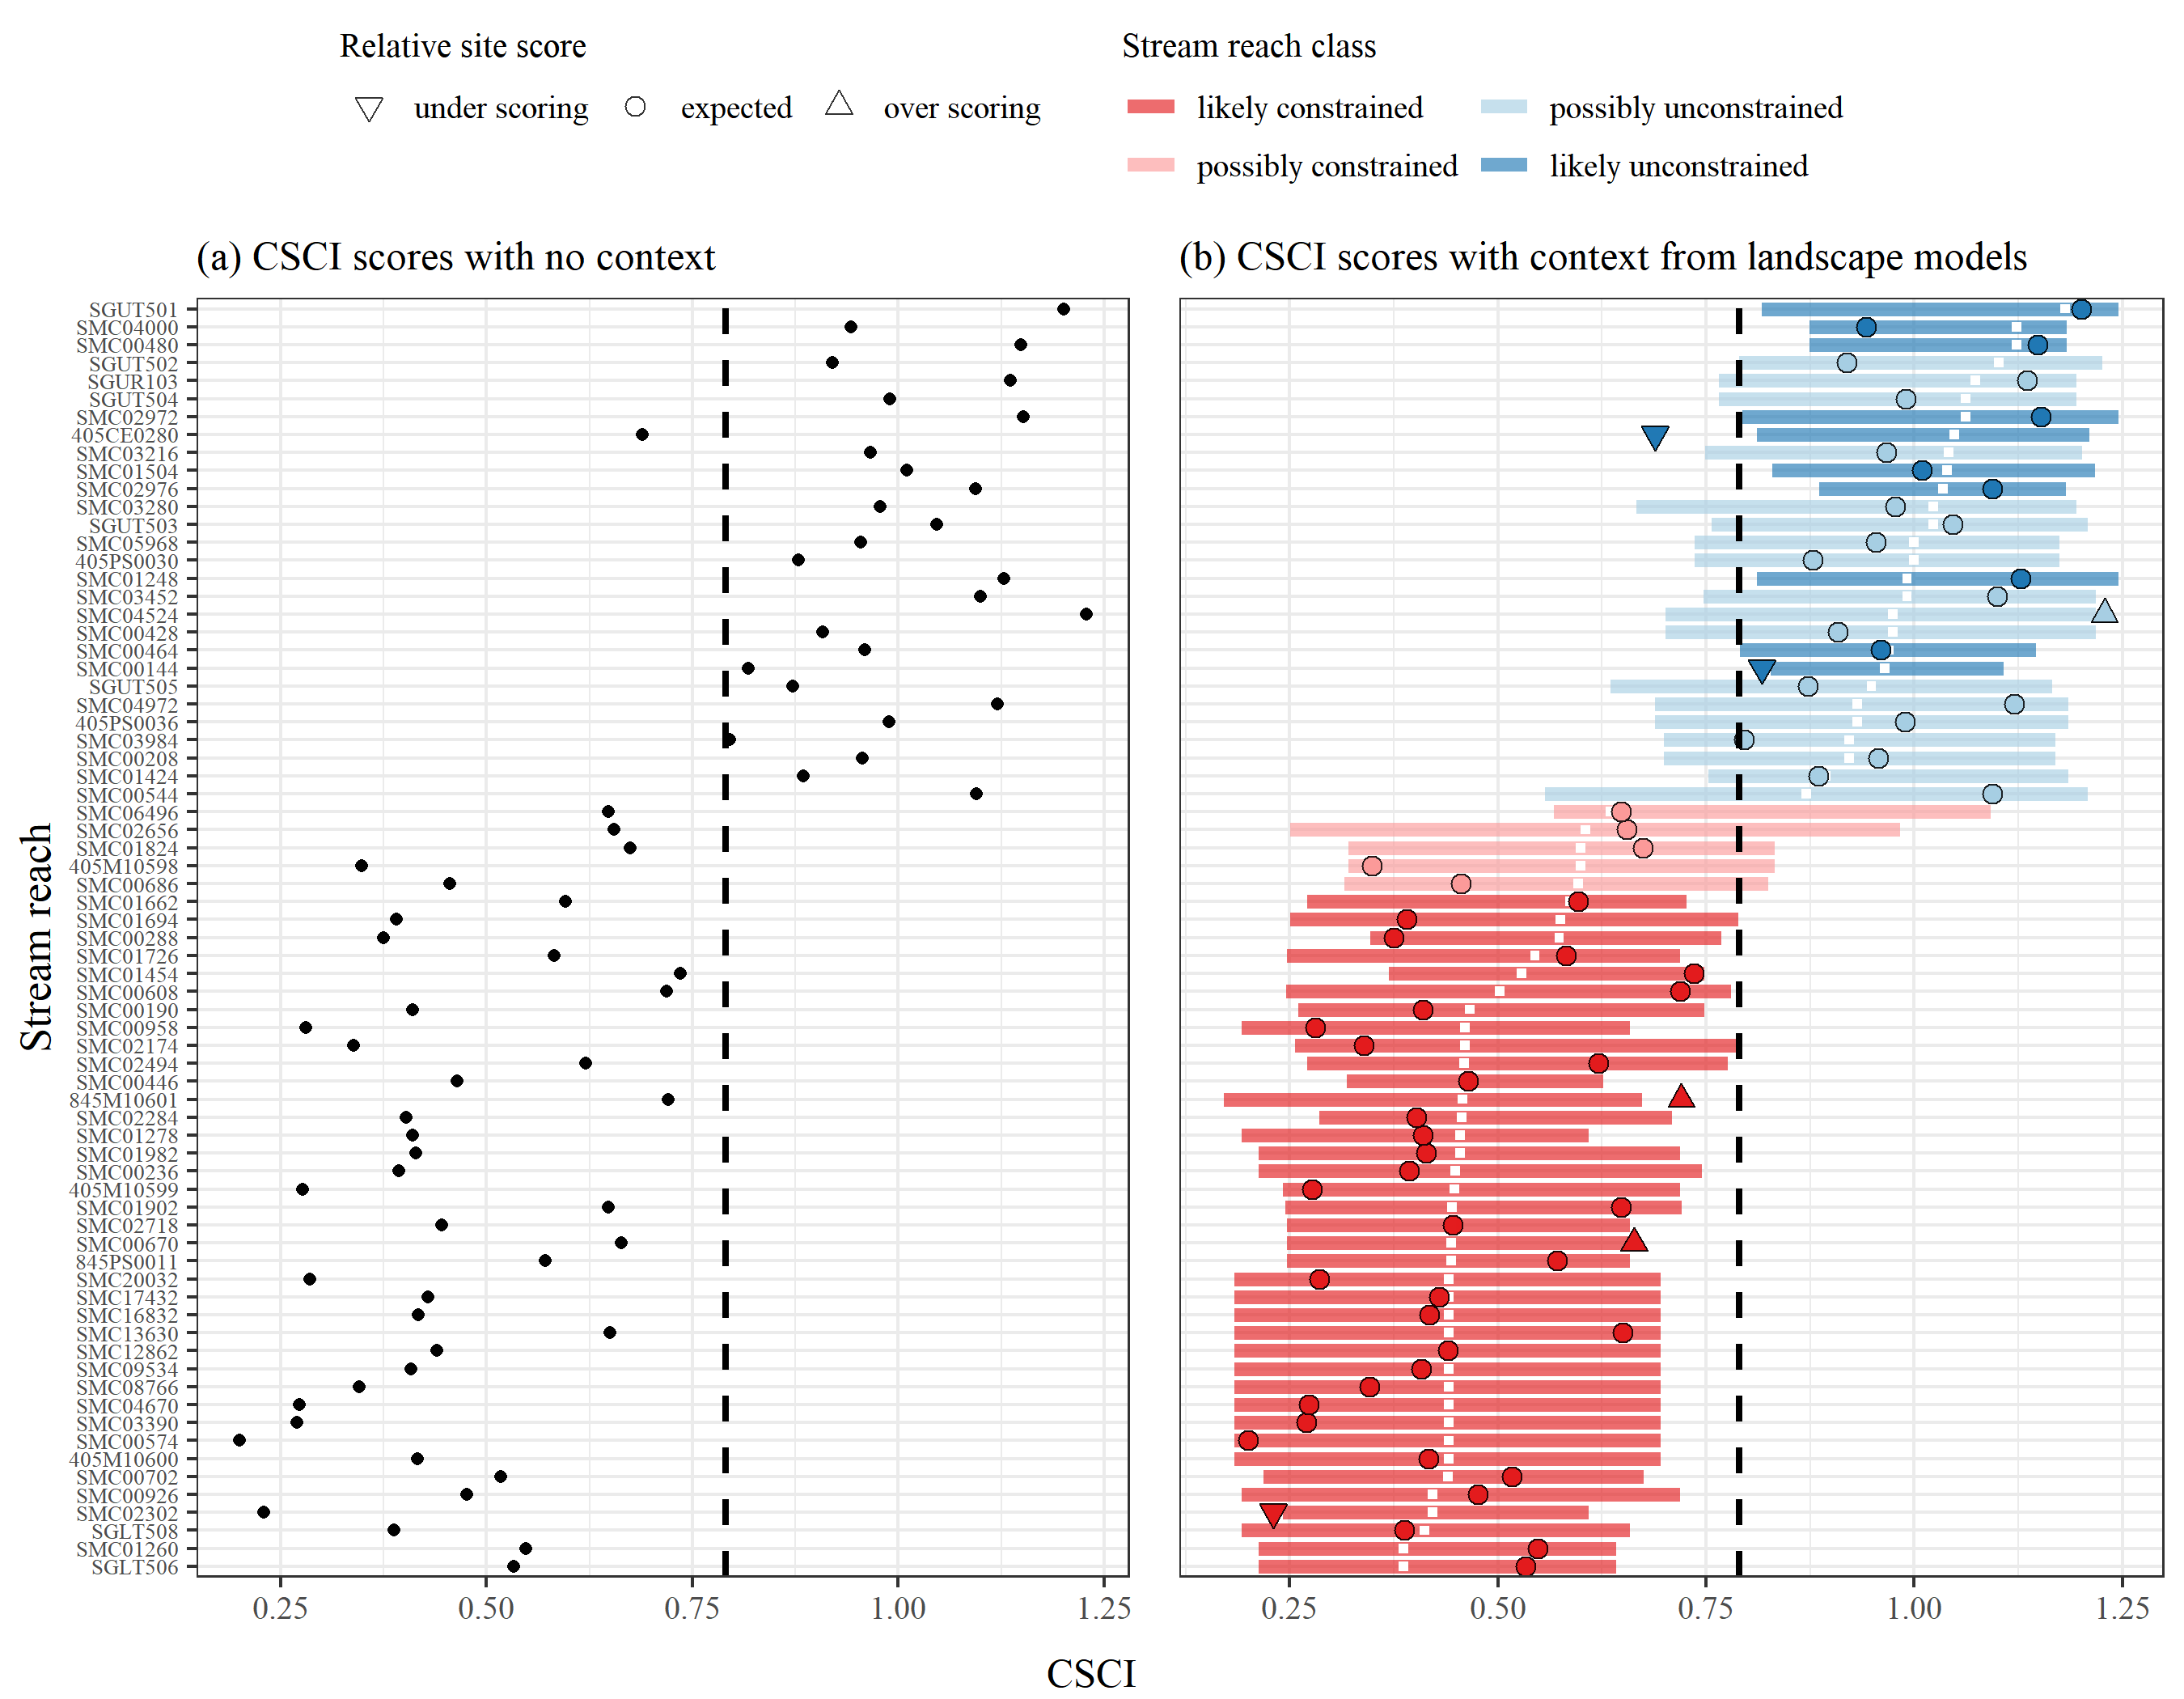 Relative site score
under scoring
expected
over scoring
Stream reach class
likely constrained
possibly unconstrained
possibly constrained
likely unconstrained
(a) CSCI scores with no context
(b) CSCI scores with context from landscape models
Stream reach
SGUT501
SMC04000
SMC00480
SGUT502
SGUR103
SGUT504
SMC02972
405CE0280
SMC03216
SMC01504
SMC02976
SMC03280
SGUT503
SMC05968
405PS0030
SMC01248
SMC03452
SMC04524
SMC00428
SMC00464
SMC00144
SGUT505
SMC04972
405PS0036
SMC03984
SMC00208
SMC01424
SMC00544
SMC06496
SMC02656
SMC01824
405M10598
SMC00686
SMC01662
SMC01694
SMC00288
SMC01726
SMC01454
SMC00608
SMC00190
SMC00958
SMC02174
SMC02494
SMC00446
845M10601
SMC02284
SMC01278
SMC01982
SMC00236
405M10599
SMC01902
SMC02718
SMC00670
845PS0011
SMC20032
SMC17432
SMC16832
SMC13630
SMC12862
SMC09534
SMC08766
SMC04670
SMC03390
SMC00574
405M10600
SMC00702
SMC00926
SMC02302
SGLT508
SMC01260
SGLT506
0.25 0.50 0.75 1.00 1.25
0.25 0.50 0.75 1.00 1.25
CSCI